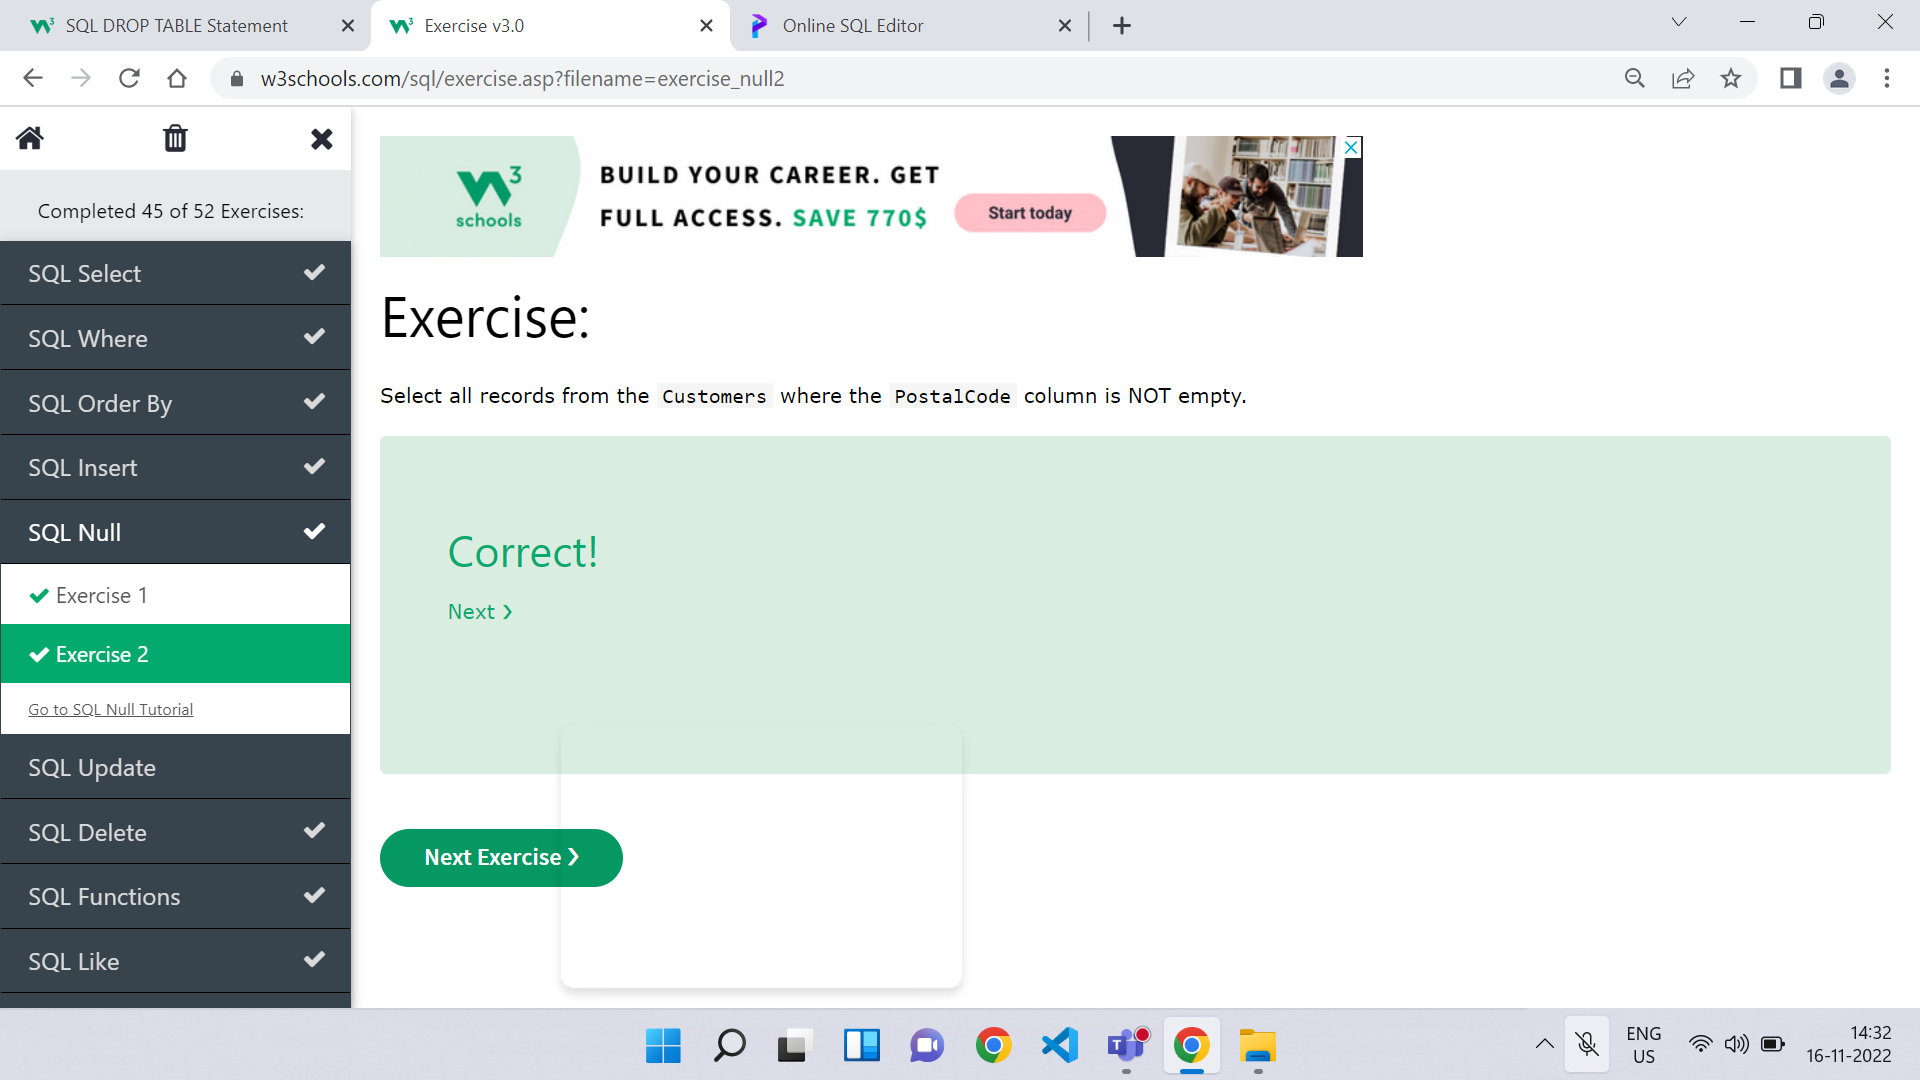 SQL DROP TABLE Statement
Exercise v3.0
Online SQL Editor
w3schools.com/sql/exercise.asp?filename=exercise_null2
Completed 45 of 52 Exercises:
SQL Select
SQL Where
SQL Order By
SQL Insert
SQL Null
Exercise 1
Exercise 2
Go to SQL Null Tutorial
SQL Update
SQL Delete
SQL Functions
SQL Like
W3
schools
BUILD YOUR CAREER. GET
FULL ACCESS. SAVE 770$
Start today
Exercise:
Select all records from the Customers where the PostalCode column is NOT empty.
Correct!
Next ❯
Next Exercise ❯
ENG
US
14:32
16-11-2022